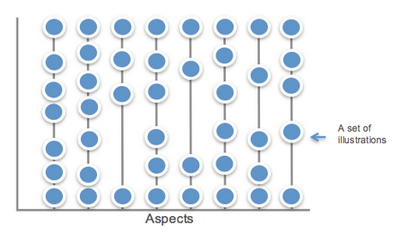 A set of
illustrations
Aspects